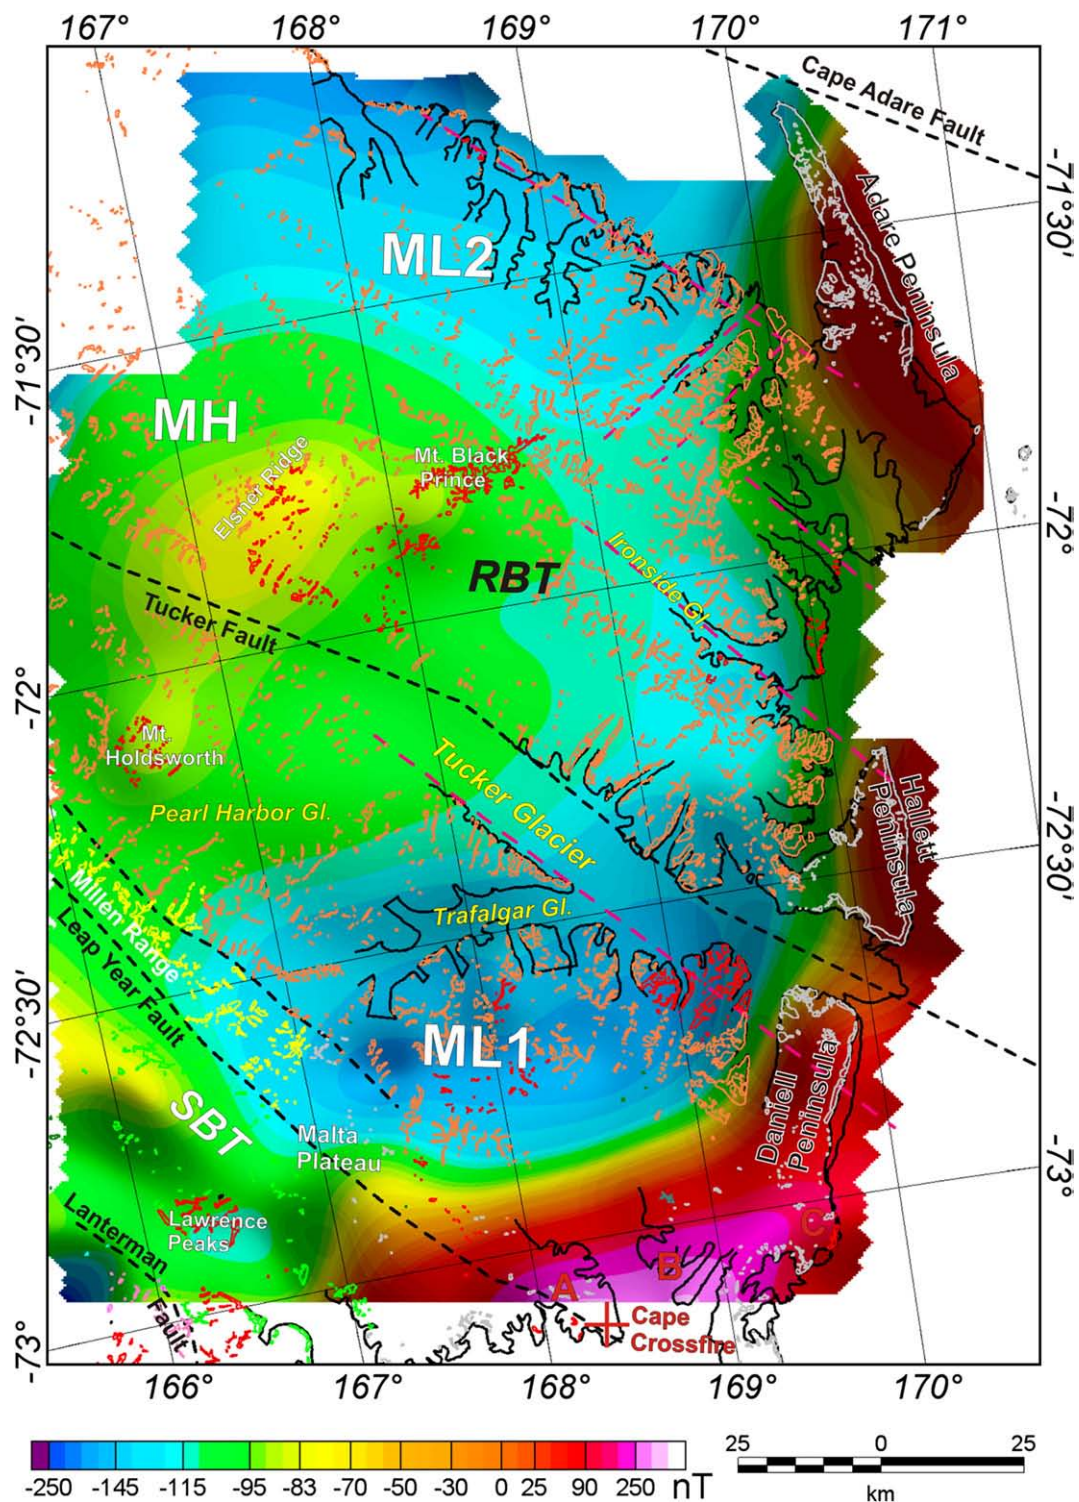 167°
168°
169°
170°
171°
Cape Adare Fault
-71°30'
Adare Peninsula
ML2
-71°30'
MH
Elsner Ridge
Mt. Black
Prince
-72°
RBT
Ironside Gl.
Tucker Fault
-72°
Mt.
Holdsworth
Tucker Glacier
Hallett
Peninsula
Pearl Harbor Gl.
-72°30'
Millen Range
Trafalgar Gl.
Leap Year Fault
-72°30'
ML1
SBT
Daniell
Peninsula
Malta
Plateau
-73°
Lanterman
Fault
Lawrence
Peaks
A
B
C
Cape
Crossfire
-73°
166°
167°
168°
169°
170°
-250 -145 -115 -95 -83 -70 -50 -30 0 25 90 250 nT
25 0 25
km